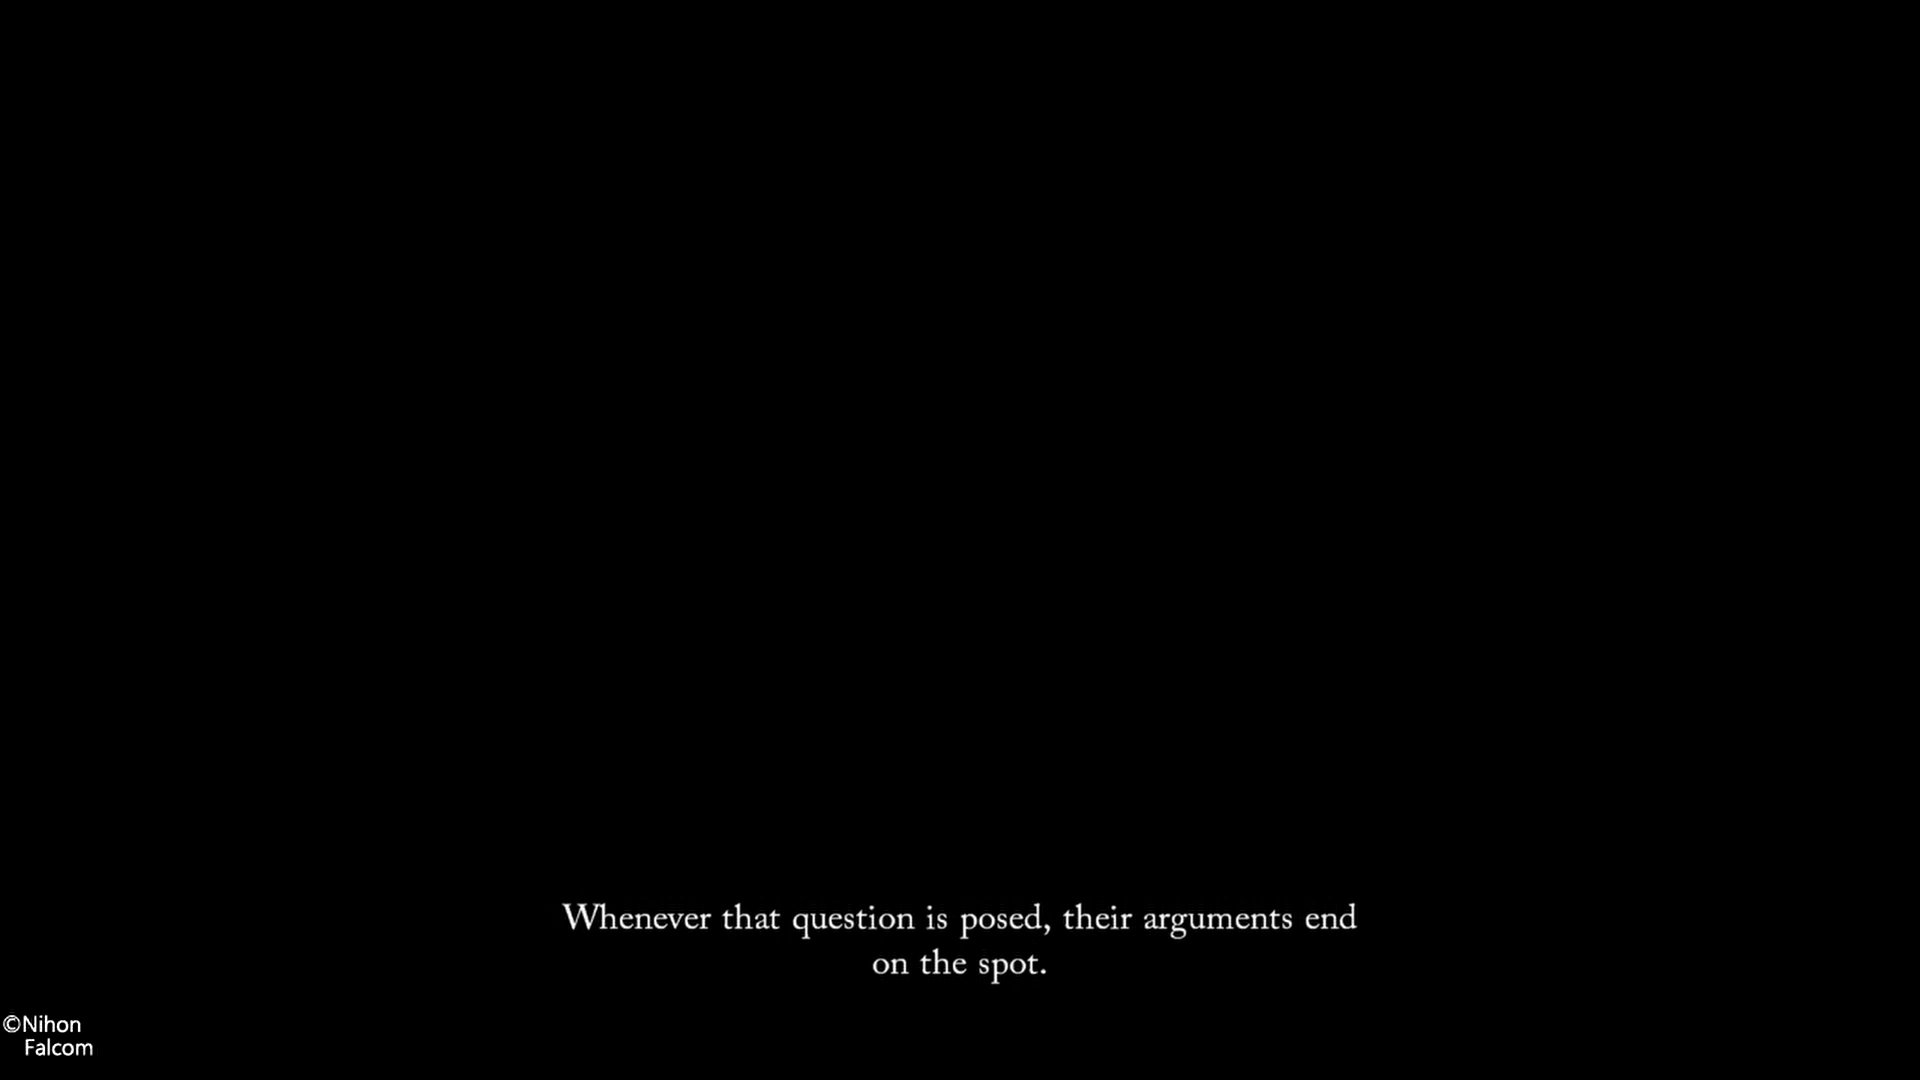 Whenever that question is posed, their arguments end
on the spot.
©Nihon
Falcom